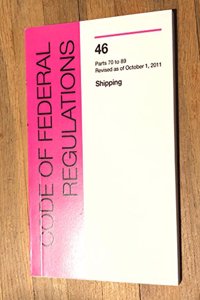 CODE OF FEDERAL
REGULATIONS
46
Parts 70 to 89
Revised as of October 1, 2011
Shipping